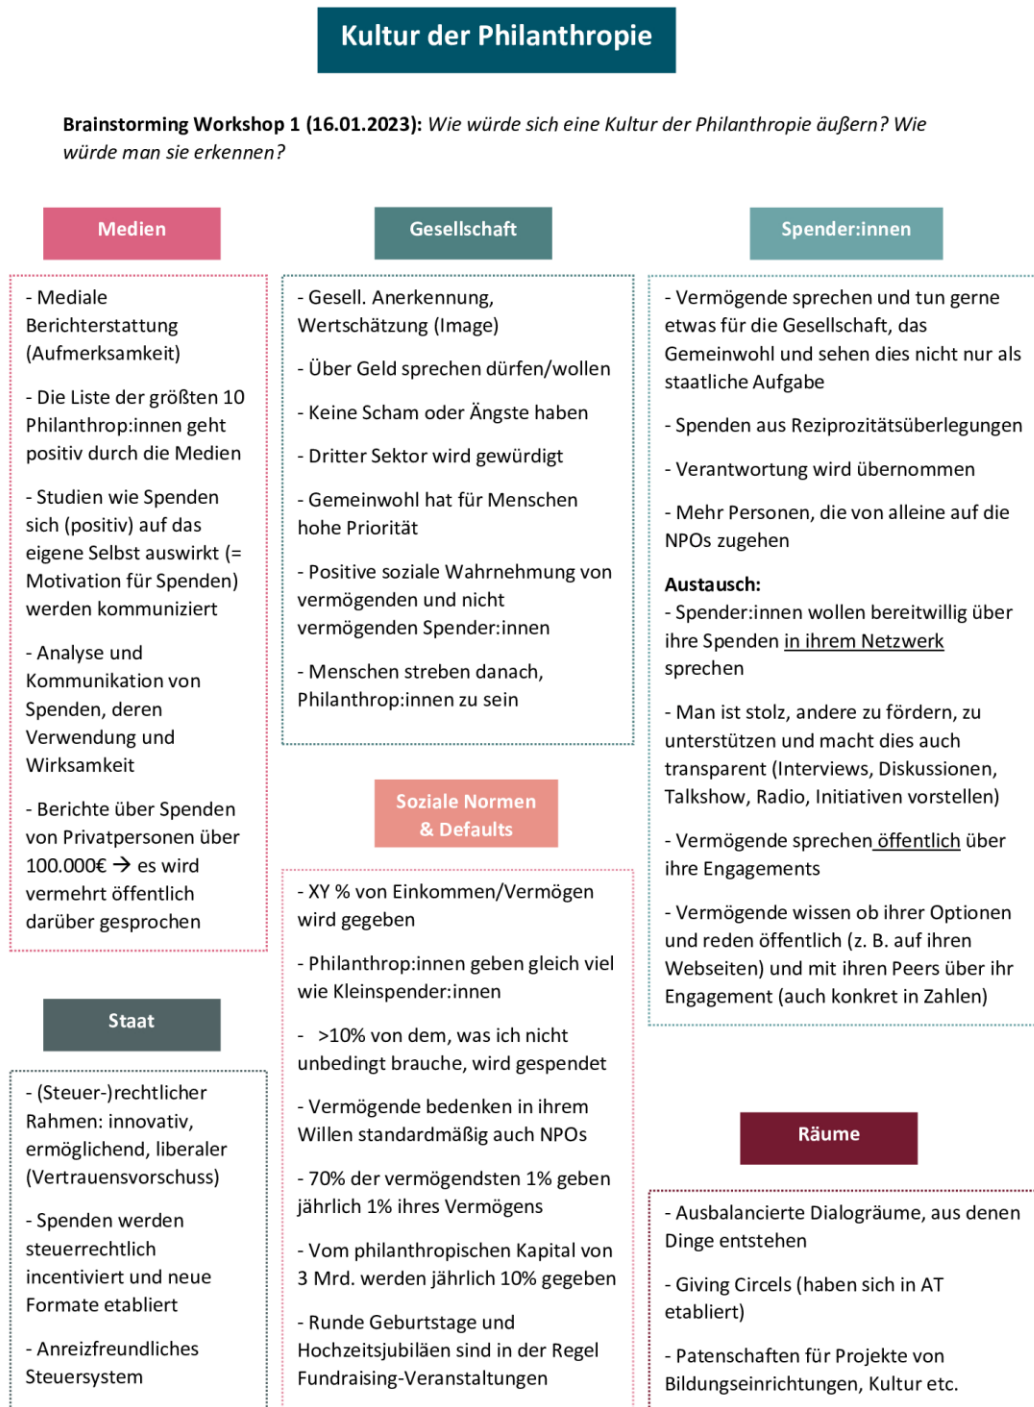 Kultur der Philanthropie
Brainstorming Workshop 1 (16.01.2023): Wie würde sich eine Kultur der Philanthropie äußern? Wie
würde man sie erkennen?
Medien
- Mediale
Berichterstattung
(Aufmerksamkeit)
- Die Liste der größten 10
Philanthrop:innen geht
positiv durch die Medien
- Studien wie Spenden
sich (positiv) auf das
eigene Selbst auswirkt (=
Motivation für Spenden)
werden kommuniziert
- Analyse und
Kommunikation von
Spenden, deren
Verwendung und
Wirksamkeit
- Berichte über Spenden
von Privatpersonen über
100.000€ → es wird
vermehrt öffentlich
darüber gesprochen
Staat
- (Steuer-)rechtlicher
Rahmen: innovativ,
ermöglichend, liberaler
(Vertrauensvorschuss)
- Spenden werden
steuerrechtlich
incentiviert und neue
Formate etabliert
- Anreizfreundliches
Steuersystem
Gesellschaft
- Gesell. Anerkennung,
Wertschätzung (Image)
- Über Geld sprechen dürfen/wollen
- Keine Scham oder Ängste haben
- Dritter Sektor wird gewürdigt
- Gemeinwohl hat für Menschen
hohe Priorität
- Positive soziale Wahrnehmung von
vermögenden und nicht
vermögenden Spender:innen
- Menschen streben danach,
Philanthrop:innen zu sein
Soziale Normen
& Defaults
- XY % von Einkommen/Vermögen
wird gegeben
- Philanthrop:innen geben gleich viel
wie Kleinspender:innen
- >10% von dem, was ich nicht
unbedingt brauche, wird gespendet
- Vermögende bedenken in ihrem
Willen standardmäßig auch NPOs
- 70% der vermögendsten 1% geben
jährlich 1% ihres Vermögens
- Vom philanthropischen Kapital von
3 Mrd. werden jährlich 10% gegeben
- Runde Geburtstage und
Hochzeitsjubiläen sind in der Regel
Fundraising-Veranstaltungen
Spender:innen
- Vermögende sprechen und tun gerne
etwas für die Gesellschaft, das
Gemeinwohl und sehen dies nicht nur als
staatliche Aufgabe
- Spenden aus Reziprozitätsüberlegungen
- Verantwortung wird übernommen
- Mehr Personen, die von alleine auf die
NPOs zugehen
Austausch:
- Spender:innen wollen bereitwillig über
ihre Spenden in ihrem Netzwerk
sprechen
- Man ist stolz, andere zu fördern, zu
unterstützen und macht dies auch
transparent (Interviews, Diskussionen,
Talkshow, Radio, Initiativen vorstellen)
- Vermögende sprechen öffentlich über
ihre Engagements
- Vermögende wissen ob ihrer Optionen
und reden öffentlich (z. B. auf ihren
Webseiten) und mit ihren Peers über ihr
Engagement (auch konkret in Zahlen)
Räume
- Ausbalancierte Dialogräume, aus denen
Dinge entstehen
- Giving Circels (haben sich in AT
etabliert)
- Patenschaften für Projekte von
Bildungseinrichtungen, Kultur etc.